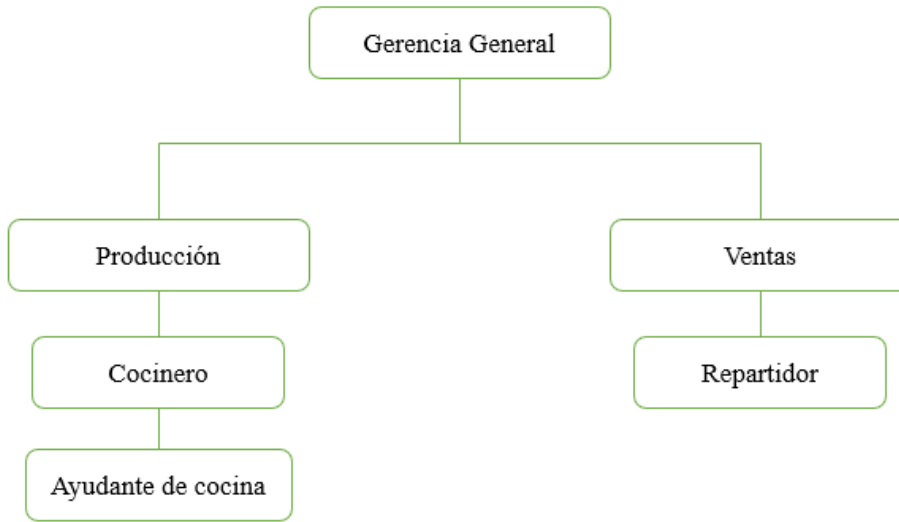 Gerencia General
Producción
Ventas
Cocinero
Repartidor
Ayudante de cocina